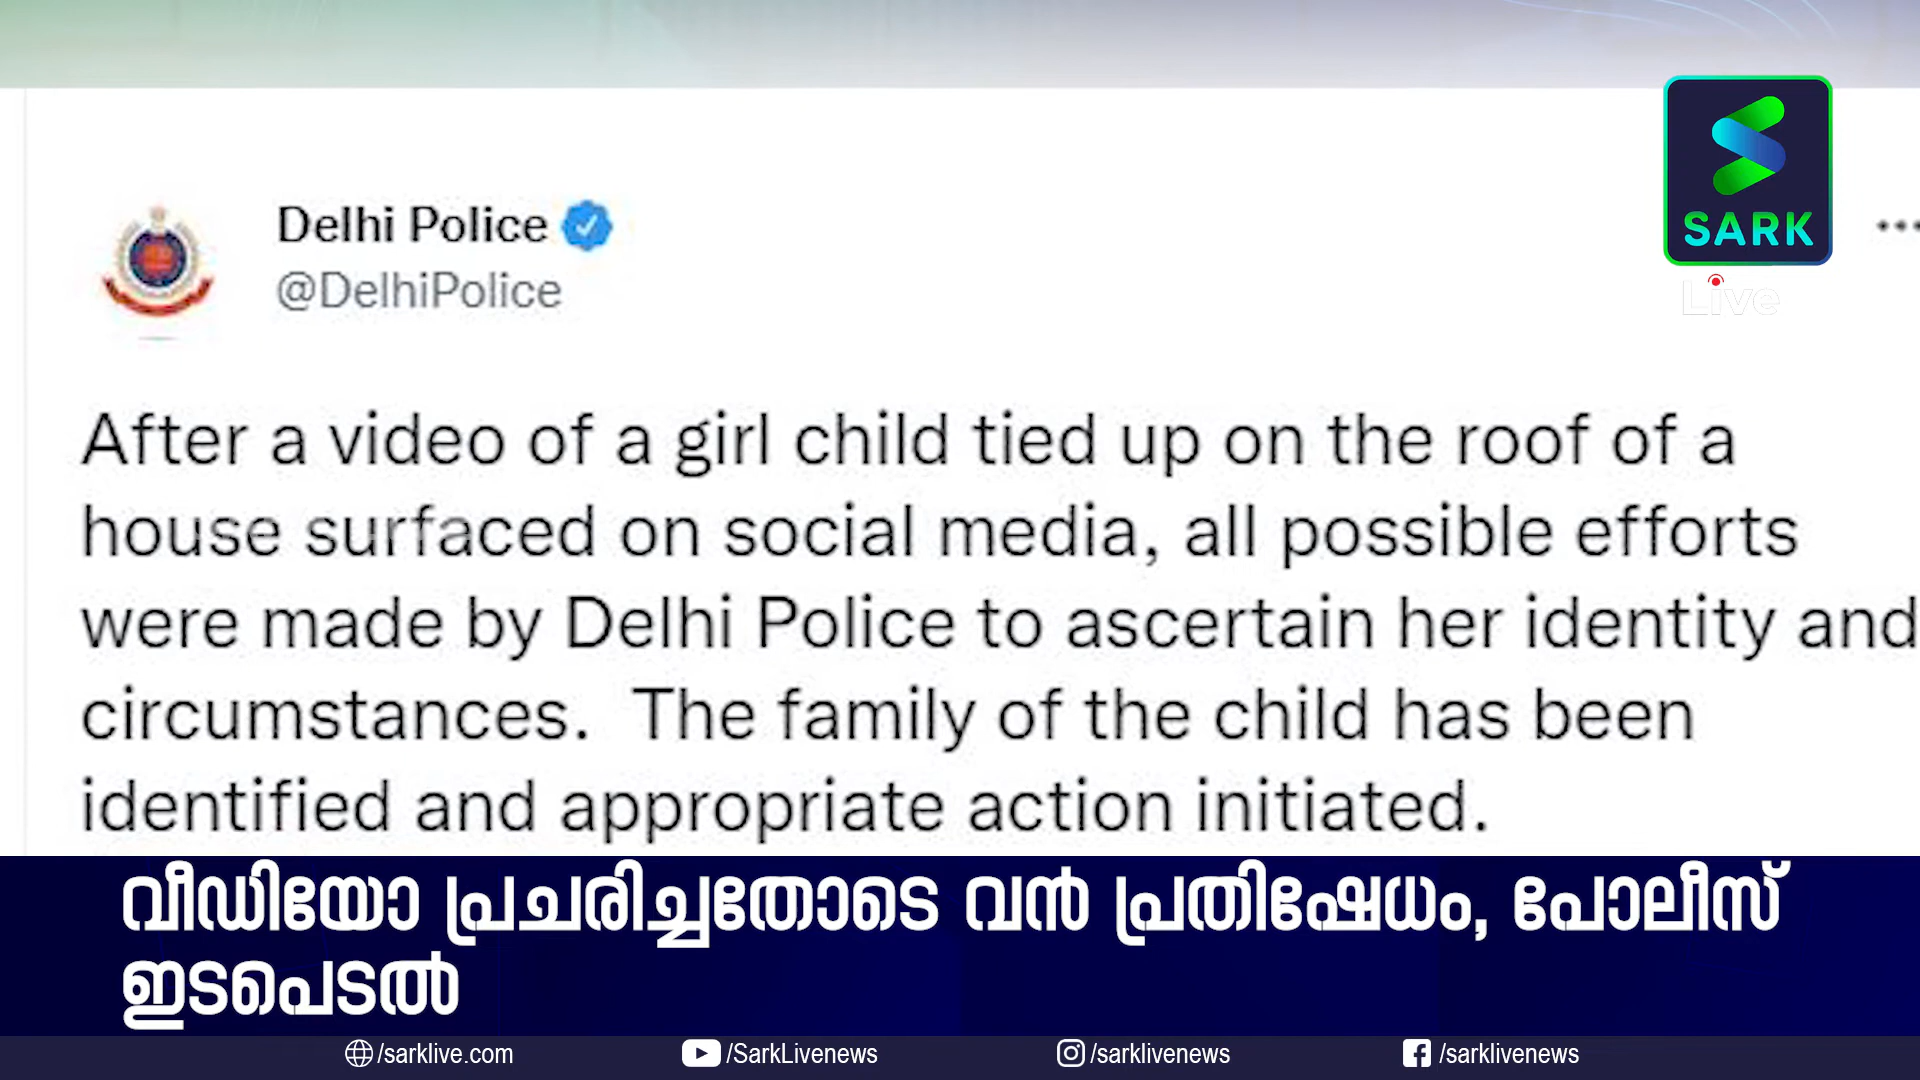 SARK
Live
Delhi Police
@DelhiPolice
After a video of a girl child tied up on the roof of a
house surfaced on social media, all possible efforts
were made by Delhi Police to ascertain her identity and
circumstances.  The family of the child has been
identified and appropriate action initiated.
വീഡിയോ പ്രചരിച്ചതോടെ വൻ പ്രതിഷേധം, പോലീസ്
ഇടപെടൽ
/sarklive.com /SarkLivenews /sarklivenews /sarklivenews